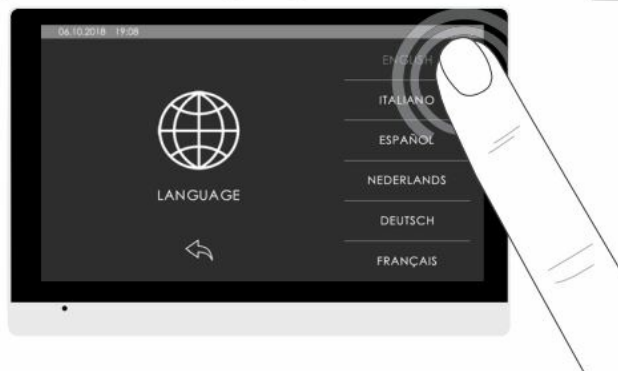 06.10.2018 19:08
LANGUAGE
ENGLISH
ITALIANO
ESPAÑOL
NEDERLANDS
DEUTSCH
FRANÇAIS